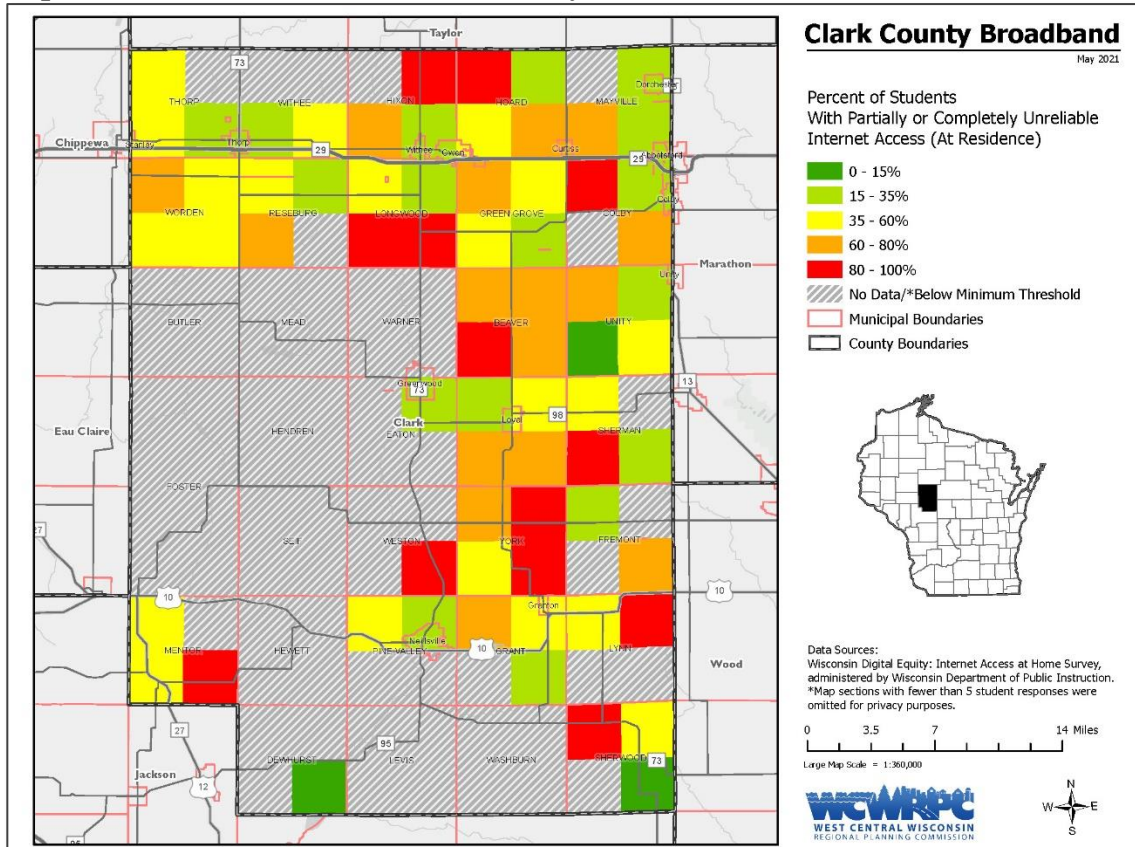 Taylor
73
THORP
WITHEE
HIXON
HOARD
MAYVILLE
Dorchester
Chippewa
Stanley
Thorp
29
Withee
Owen
Curtiss
29
Abbotsford
Colby
WORDEN
RESEBURG
LONGWOOD
GREEN GROVE
COLBY
Marathon
Unity
BUTLER
MEAD
WARNER
BEAVER
UNITY
Greenwood
73
13
Eau Claire
Clark
Loyal
98
HENDREN
EATON
SHERMAN
FOSTER
27
SEIF
WESTON
YORK
FREMONT
10
Granton
10
MENTOR
HEWETT
Neillsville
PINE VALLEY
10
GRANT
LYNN
Wood
27
95
DEWHURST
LEVIS
WASHBURN
SHERWOOD
73
Jackson
12
95
Clark County Broadband
May 2021
Percent of Students
With Partially or Completely Unreliable
Internet Access (At Residence)
0 - 15%
15 - 35%
35 - 60%
60 - 80%
80 - 100%
No Data/*Below Minimum Threshold
Municipal Boundaries
County Boundaries
Data Sources:
Wisconsin Digital Equity: Internet Access at Home Survey,
administered by Wisconsin Department of Public Instruction.
*Map sections with fewer than 5 student responses were
omitted for privacy purposes.
0 3.5 7 14 Miles
Large Map Scale = 1:360,000
WCWRPC
WEST CENTRAL WISCONSIN
REGIONAL PLANNING COMMISSION
N
W E
S